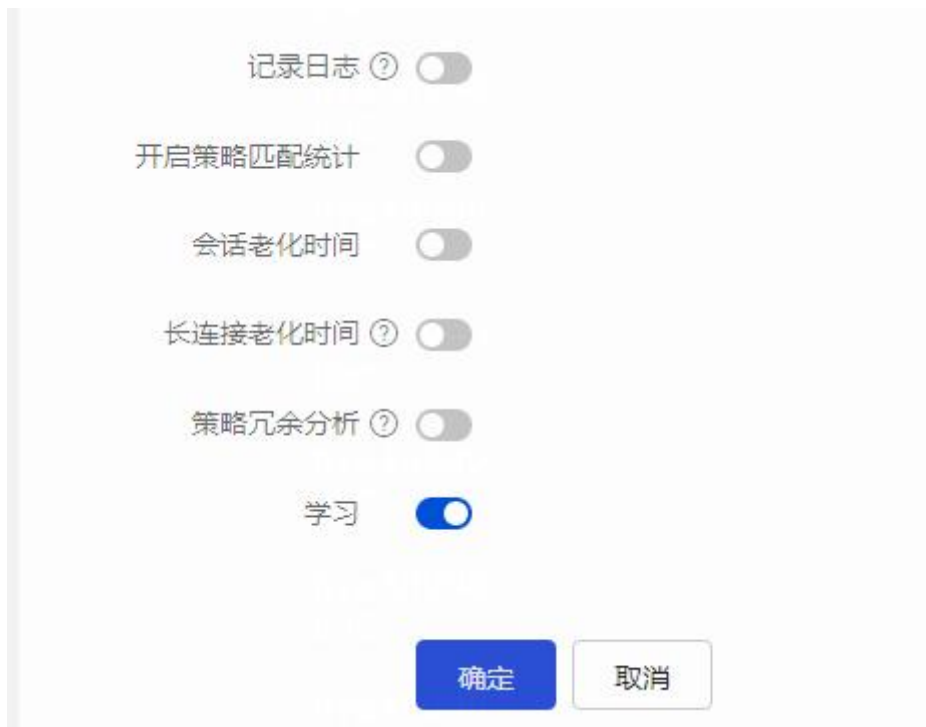 记录日志 ?
开启策略匹配统计
会话老化时间
长连接老化时间 ?
策略冗余分析 ?
学习
确定 取消